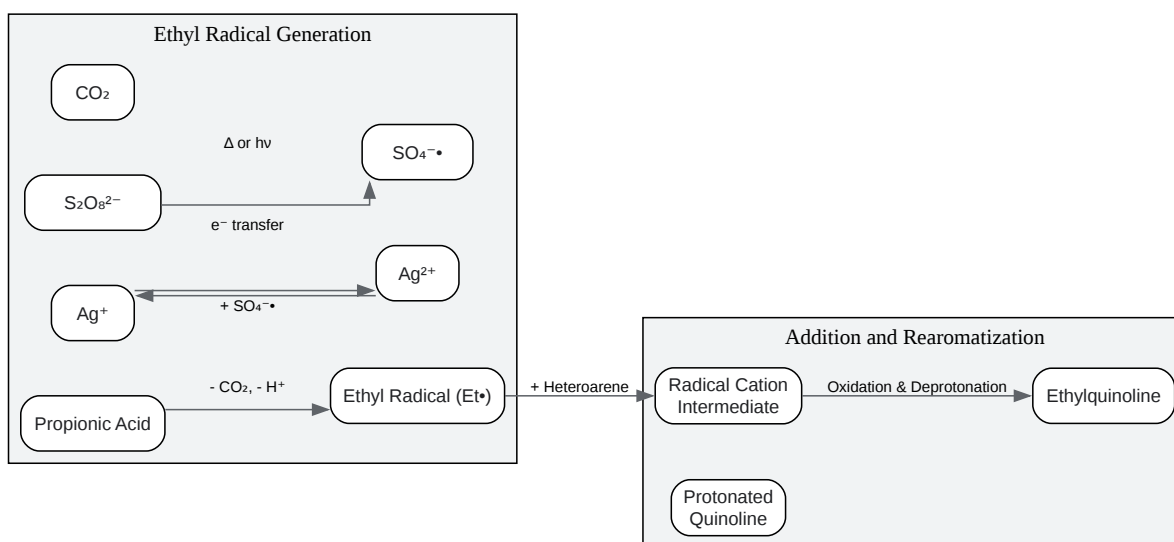 Ethyl Radical Generation
CO₂
Δ or hν
SO₄⁻•
S₂O₈²⁻
e⁻ transfer
Ag²⁺
Ag⁺
+ SO₄⁻•
- CO₂, - H⁺
Propionic Acid
Ethyl Radical (Et•)
+ Heteroarene
Addition and Rearomatization
Radical Cation
Intermediate
Oxidation & Deprotonation
Ethylquinoline
Protonated
Quinoline